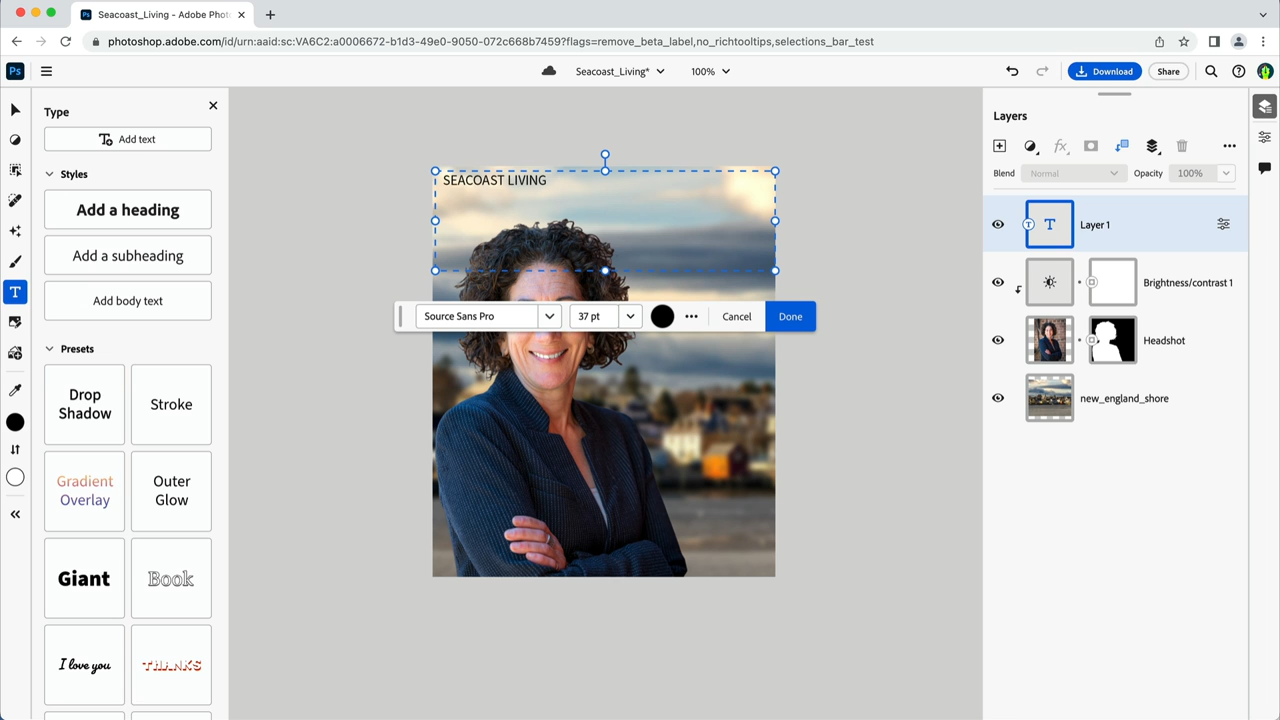 Seacoast_Living - Adobe Photo
photoshop.adobe.com/id/urn:aaid:sc:VA6C2:a0006672-b1d3-49e0-9050-072c668b7459?flags=remove_beta_label,no_richtooltips,selections_bar_test
Ps
Seacoast_Living*
100%
Download
Share
Type
Add text
Styles
Add a heading
Add a subheading
Add body text
Presets
Drop
Shadow
Stroke
Gradient
Overlay
Outer
Glow
Giant
Book
I love you
THANKS
SEACOAST LIVING
Source Sans Pro
37 pt
Cancel
Done
Layers
Blend
Normal
Opacity
100%
Layer 1
Brightness/contrast 1
Headshot
new_england_shore